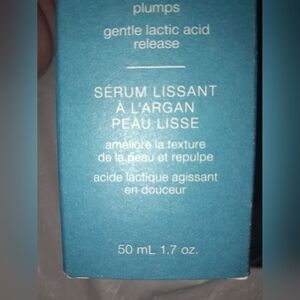 plumps
gentle lactic acid
release
SÉRUM LISSANT
À L'ARGAN
PEAU LISSE
améliore la texture
de la peau et repulpe
acide lactique agissant
en douceur
50 mL 1.7 oz.